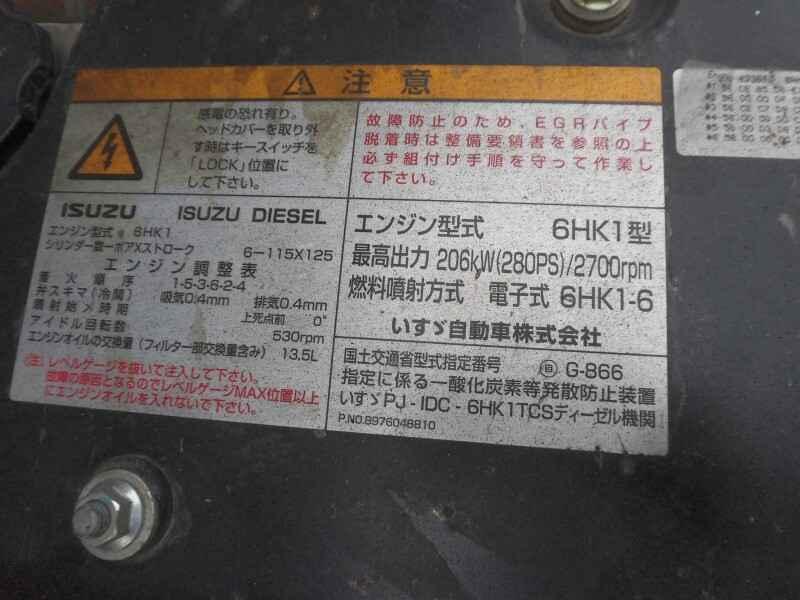 注意
感電の恐れ有り。
ヘッドカバーを取り外
す時はキースイッチを
「LOCK」位置に
して下さい。
故障防止のため、EGRパイプ
脱着時は整備要領書を参照の上
必ず組付け手順を守って作業し
て下さい。
ISUZU ISUZU DIESEL
エンジン型式 6HK1
シリンダー数ーボアXストローク 6-115X125
エンジン調整表
着火順序 1-5-3-6-2-4
弁スキマ(冷間) 吸気0.4mm 排気0.4mm
噴射始メ時期 上死点前 0°
アイドル回転数 530rpm
エンジンオイルの交換量(フィルター部交換量含み) 13.5L
(注)レベルゲージを抜いて注入して下さい。
故障の原因となるのでレベルゲージMAX位置以上
にエンジンオイルを入れないで下さい。
エンジン型式 6HK1型
最高出力 206kW(280PS)/2700rpm
燃料噴射方式 電子式 6HK1-6
いすゞ自動車株式会社
国土交通省型式指定番号 自 G-866
指定に係る一酸化炭素等発散防止装置
いすゞPJ-IDC-6HK1TCSディーゼル機関
P.NO.8976048810